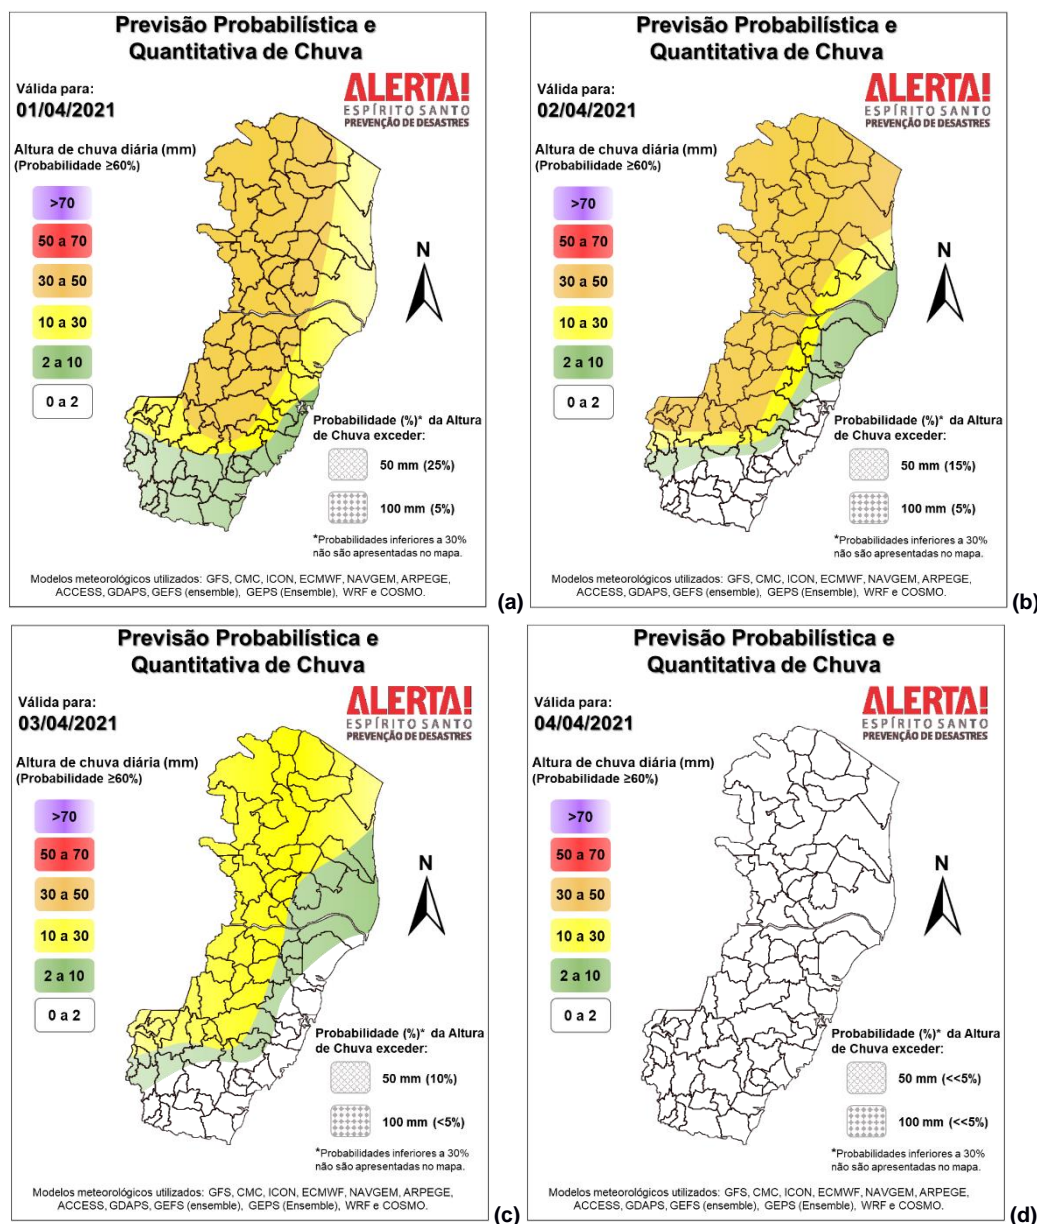 Previsão Probabilística e
Quantitativa de Chuva
Válida para:
01/04/2021
ALERTA!
ESPÍRITO SANTO
PREVENÇÃO DE DESASTRES
Altura de chuva diária (mm)
(Probabilidade ≥60%)
>70
50 a 70
30 a 50
10 a 30
2 a 10
0 a 2
N
Probabilidade (%)* da Altura
de Chuva exceder:
50 mm (25%)
100 mm (5%)
*Probabilidades inferiores a 30%
não são apresentadas no mapa.
Modelos meteorológicos utilizados: GFS, CMC, ICON, ECMWF, NAVGEM, ARPEGE,
ACCESS, GDAPS, GEFS (ensemble), GEPS (Ensemble), WRF e COSMO.
(a)
Previsão Probabilística e
Quantitativa de Chuva
Válida para:
02/04/2021
ALERTA!
ESPÍRITO SANTO
PREVENÇÃO DE DESASTRES
Altura de chuva diária (mm)
(Probabilidade ≥60%)
>70
50 a 70
30 a 50
10 a 30
2 a 10
0 a 2
N
Probabilidade (%)* da Altura
de Chuva exceder:
50 mm (15%)
100 mm (5%)
*Probabilidades inferiores a 30%
não são apresentadas no mapa.
Modelos meteorológicos utilizados: GFS, CMC, ICON, ECMWF, NAVGEM, ARPEGE,
ACCESS, GDAPS, GEFS (ensemble), GEPS (Ensemble), WRF e COSMO.
(b)
Previsão Probabilística e
Quantitativa de Chuva
Válida para:
03/04/2021
ALERTA!
ESPÍRITO SANTO
PREVENÇÃO DE DESASTRES
Altura de chuva diária (mm)
(Probabilidade ≥60%)
>70
50 a 70
30 a 50
10 a 30
2 a 10
0 a 2
N
Probabilidade (%)* da Altura
de Chuva exceder:
50 mm (10%)
100 mm (<5%)
*Probabilidades inferiores a 30%
não são apresentadas no mapa.
Modelos meteorológicos utilizados: GFS, CMC, ICON, ECMWF, NAVGEM, ARPEGE,
ACCESS, GDAPS, GEFS (ensemble), GEPS (Ensemble), WRF e COSMO.
(c)
Previsão Probabilística e
Quantitativa de Chuva
Válida para:
04/04/2021
ALERTA!
ESPÍRITO SANTO
PREVENÇÃO DE DESASTRES
Altura de chuva diária (mm)
(Probabilidade ≥60%)
>70
50 a 70
30 a 50
10 a 30
2 a 10
0 a 2
N
Probabilidade (%)* da Altura
de Chuva exceder:
50 mm (<<5%)
100 mm (<<5%)
*Probabilidades inferiores a 30%
não são apresentadas no mapa.
Modelos meteorológicos utilizados: GFS, CMC, ICON, ECMWF, NAVGEM, ARPEGE,
ACCESS, GDAPS, GEFS (ensemble), GEPS (Ensemble), WRF e COSMO.
(d)